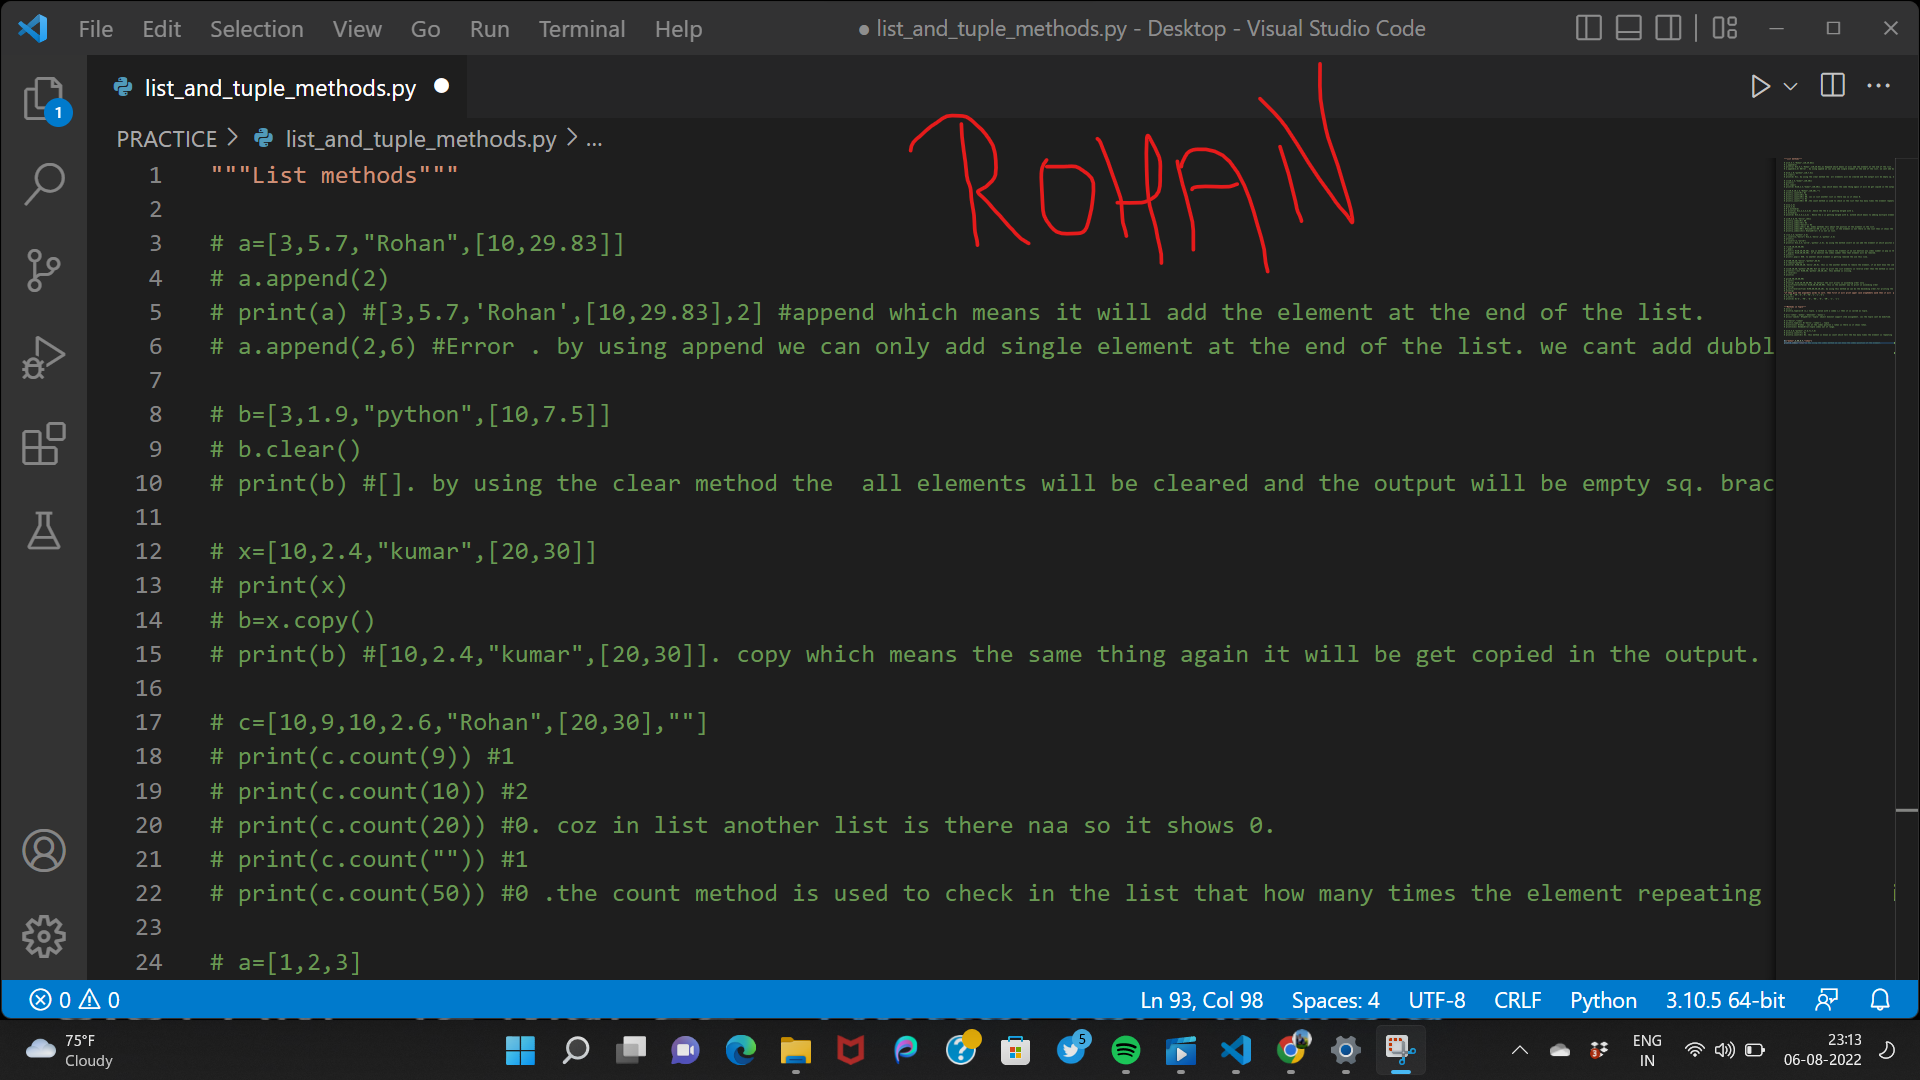 File Edit Selection View Go Run Terminal Help ● list_and_tuple_methods.py - Desktop - Visual Studio Code
1
list_and_tuple_methods.py ●
PRACTICE > list_and_tuple_methods.py > ...
ROHAN
1 """List methods"""
2
3 # a=[3,5.7,"Rohan",[10,29.83]]
4 # a.append(2)
5 # print(a) #[3,5.7,'Rohan',[10,29.83],2] #append which means it will add the element at the end of the list.
6 # a.append(2,6) #Error . by using append we can only add single element at the end of the list. we cant add dubbl
7
8 # b=[3,1.9,"python",[10,7.5]]
9 # b.clear()
10 # print(b) #[]. by using the clear method the  all elements will be cleared and the output will be empty sq. brac
11
12 # x=[10,2.4,"kumar",[20,30]]
13 # print(x)
14 # b=x.copy()
15 # print(b) #[10,2.4,"kumar",[20,30]]. copy which means the same thing again it will be get copied in the output.
16
17 # c=[10,9,10,2.6,"Rohan",[20,30],""]
18 # print(c.count(9)) #1
19 # print(c.count(10)) #2
20 # print(c.count(20)) #0. coz in list another list is there naa so it shows 0.
21 # print(c.count("")) #1
22 # print(c.count(50)) #0 .the count method is used to check in the list that how many times the element repeating
23
24 # a=[1,2,3]
0 0 Ln 93, Col 98 Spaces: 4 UTF-8 CRLF Python 3.10.5 64-bit
75°F
Cloudy
5
3
ENG
IN
23:13
06-08-2022